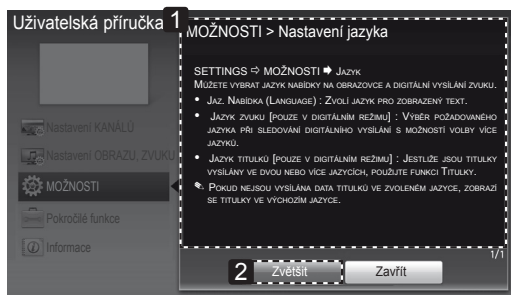 Uživatelská příručka
1
MOŽNOSTI > Nastavení jazyka
SETTINGS ⇨ MOŽNOSTI ➡ Jazyk
Můžete vybrat jazyk nabídky na obrazovce a digitální vysílání zvuku.
• Jaz. Nabídka (Language) : Zvolí jazyk pro zobrazený text.
• Jazyk zvuku [pouze v digitálním režimu] : Výběr požadovaného
jazyka při sledování digitálního vysílání s možností volby více
jazyků.
• Jazyk titulků [pouze v digitálním režimu] : Jestliže jsou titulky
vysílány ve dvou nebo více jazycích, použijte funkci Titulky.
Pokud nejsou vysílána data titulků ve zvoleném jazyce, zobrazí
se titulky ve výchozím jazyce.
Nastavení KANÁLŮ
Nastavení OBRAZU, ZVUKU
MOŽNOSTI
Pokročilé funkce
Informace
1/1
2
Zvětšit
Zavřít